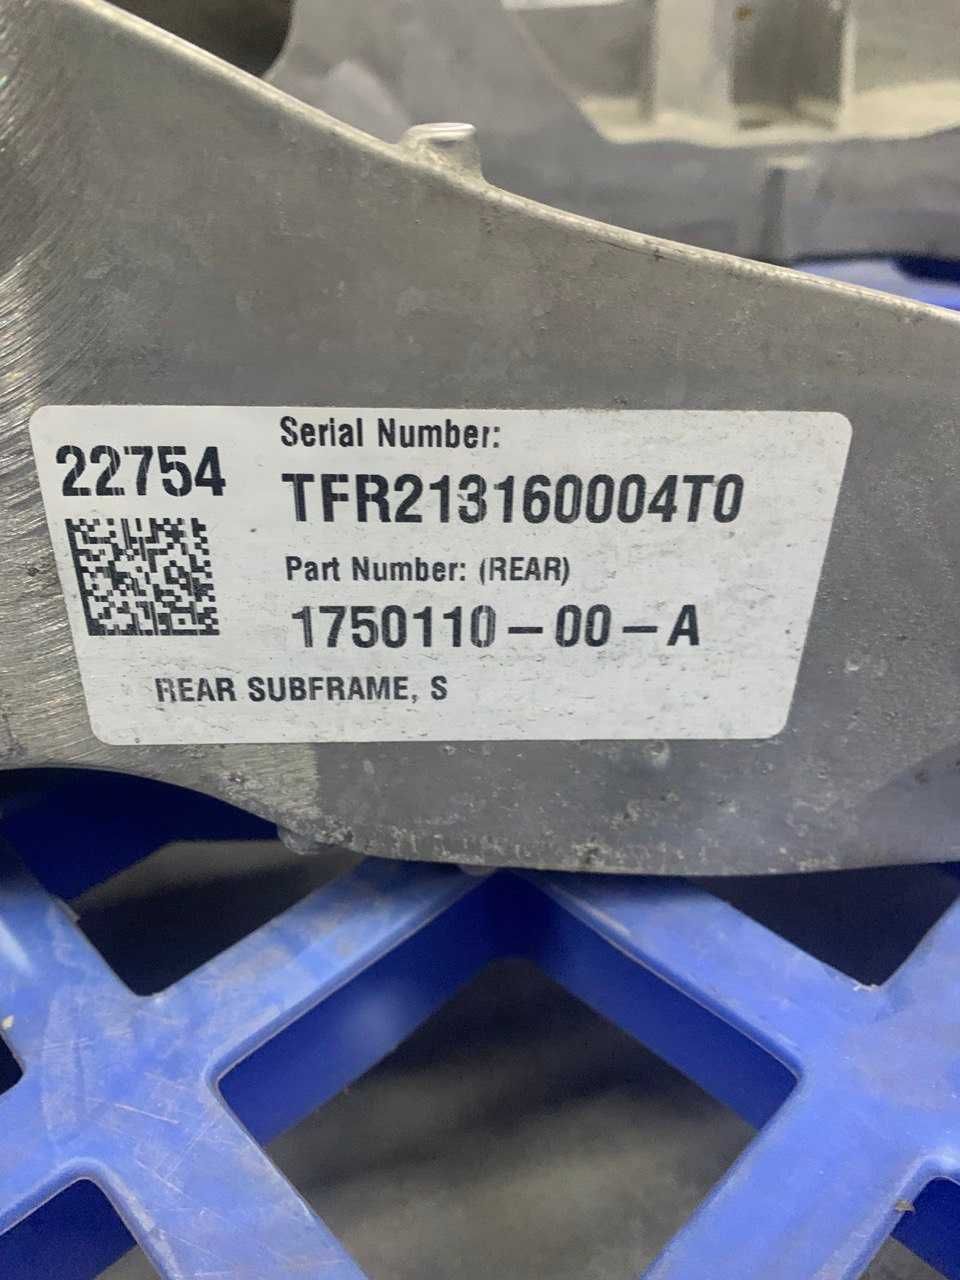 22754
Serial Number:
TFR213160004T0
Part Number: (REAR)
1750110-00-A
REAR SUBFRAME, S